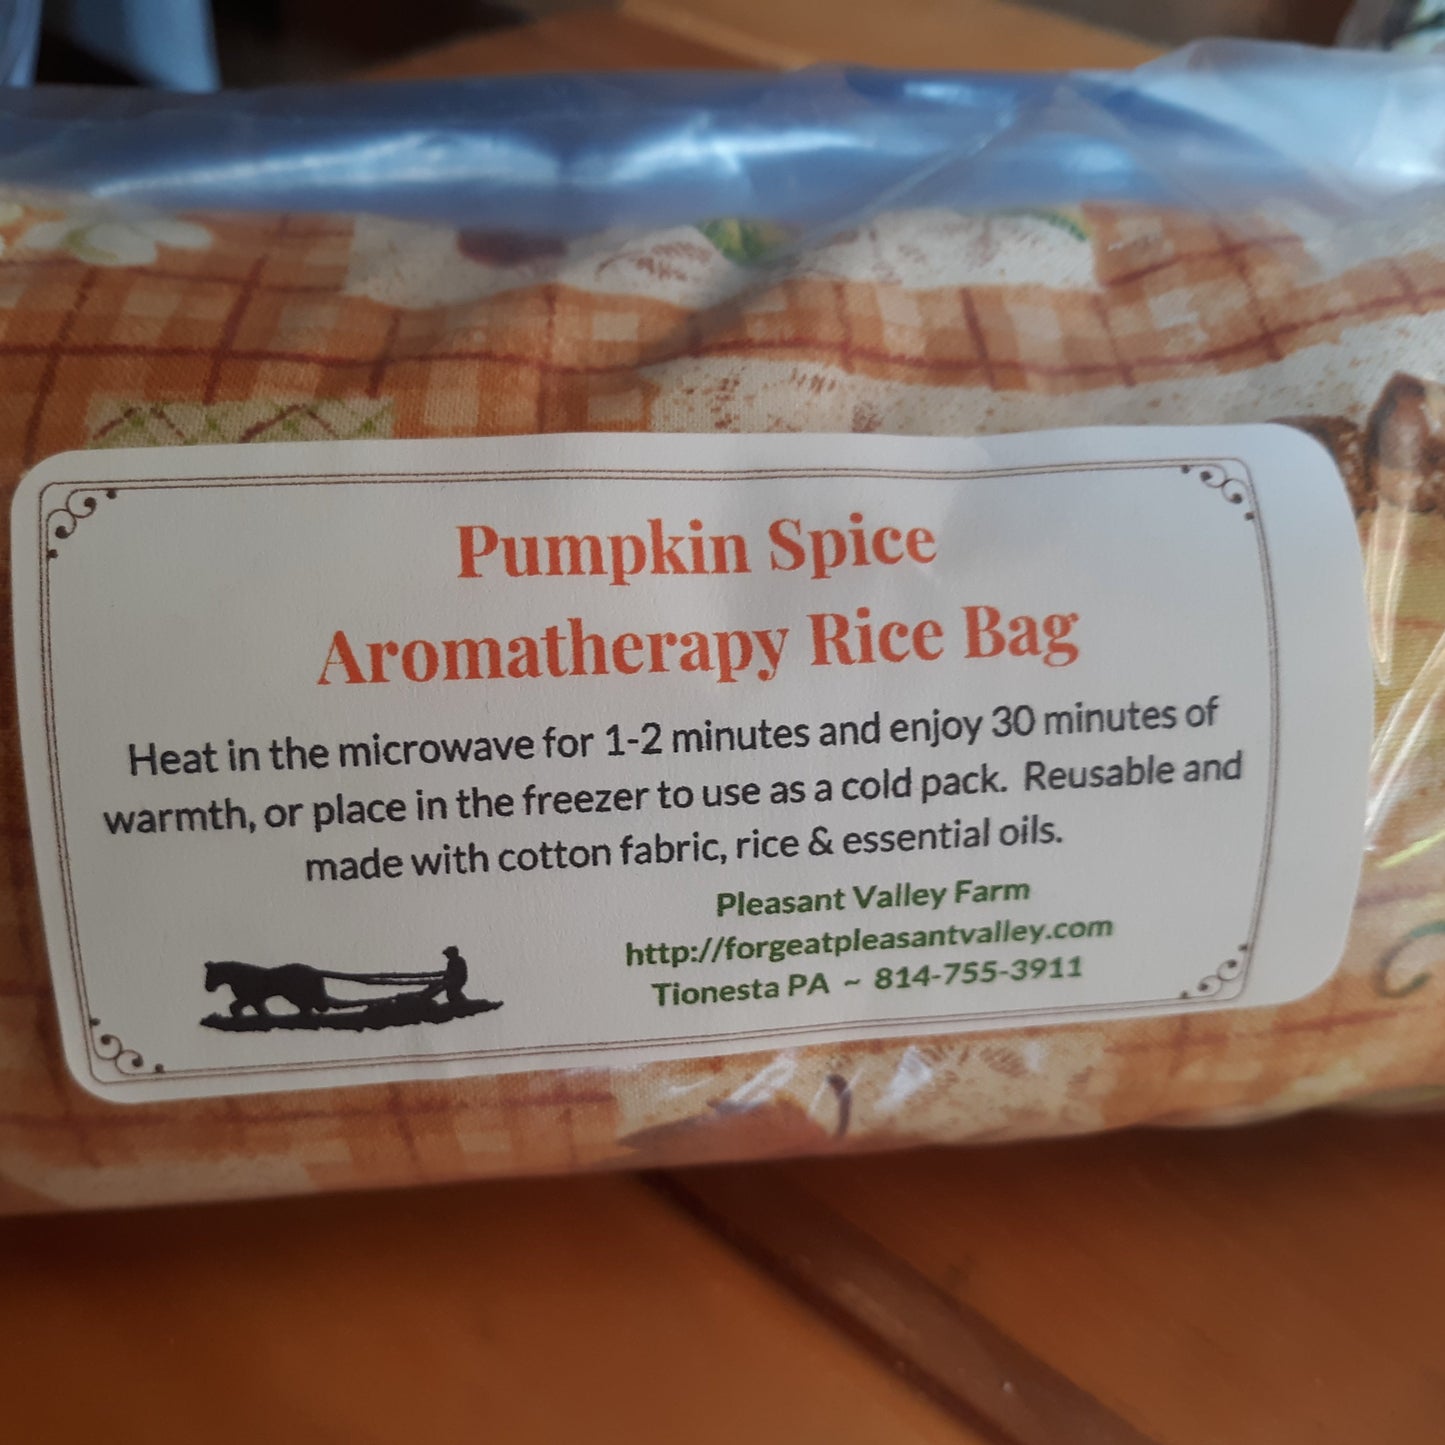 Pumpkin Spice
Aromatherapy Rice Bag
Heat in the microwave for 1-2 minutes and enjoy 30 minutes of
warmth, or place in the freezer to use as a cold pack. Reusable and
made with cotton fabric, rice & essential oils.
Pleasant Valley Farm
http://forgeatpleasantvalley.com
Tionesta PA ~ 814-755-3911